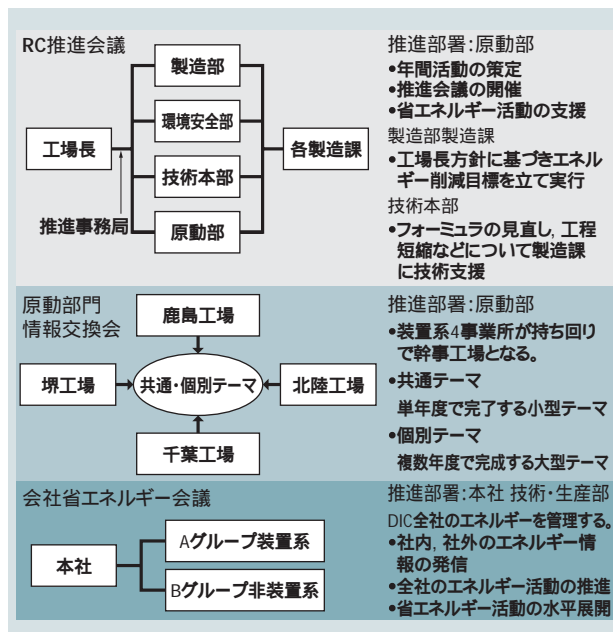 RC推進会議
製造部
環境安全部
工場長
各製造課
技術本部
推進事務局
原動部
推進部署:原動部
•年間活動の策定
•推進会議の開催
•省エネルギー活動の支援
製造部製造課
•工場長方針に基づきエネル
ギー削減目標を立て実行
技術本部
•フォーミュラの見直し, 工程
短縮などについて製造課
に技術支援
原動部門
情報交換会
鹿島工場
堺工場
共通・個別テーマ
北陸工場
千葉工場
推進部署:原動部
•装置系4事業所が持ち回り
で幹事工場となる。
•共通テーマ
単年度で完了する小型テーマ
•個別テーマ
複数年度で完成する大型テーマ
会社省エネルギー会議
本社
Aグループ装置系
Bグループ非装置系
推進部署:本社 技術・生産部
DIC全社のエネルギーを管理する。
•社内, 社外のエネルギー情
報の発信
•全社のエネルギー活動の推進
•省エネルギー活動の水平展開